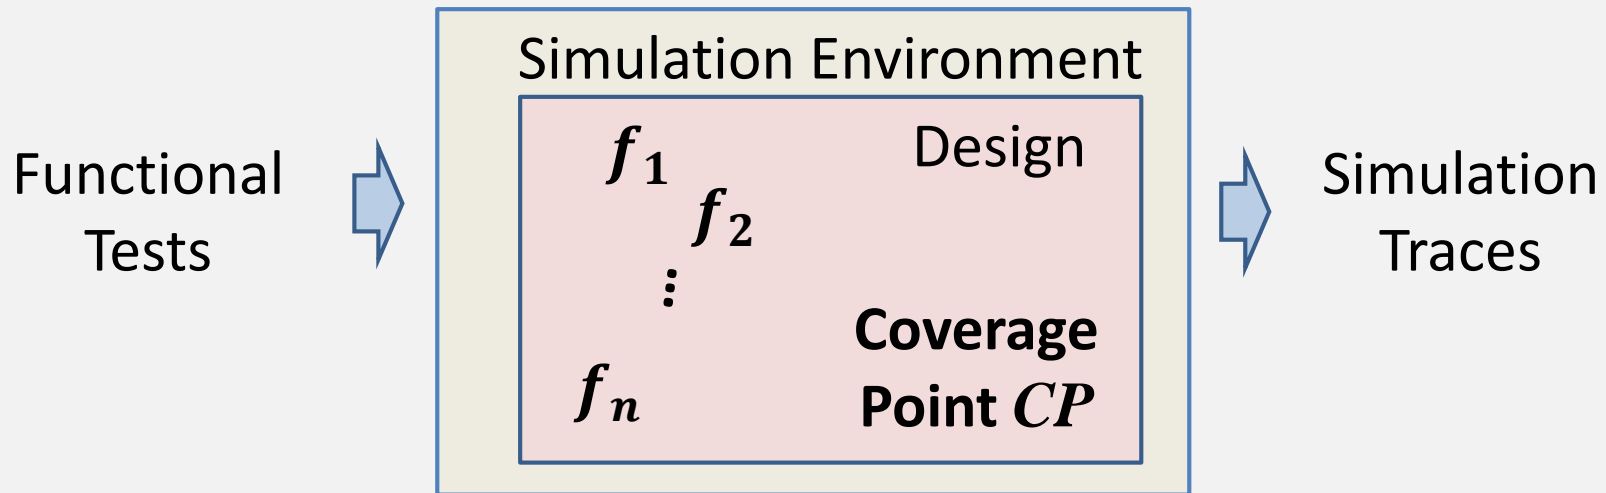 Simulation Environment
Functional
Tests
f₁
f₂
⋮
fₙ
Design
Coverage
Point CP
Simulation
Traces